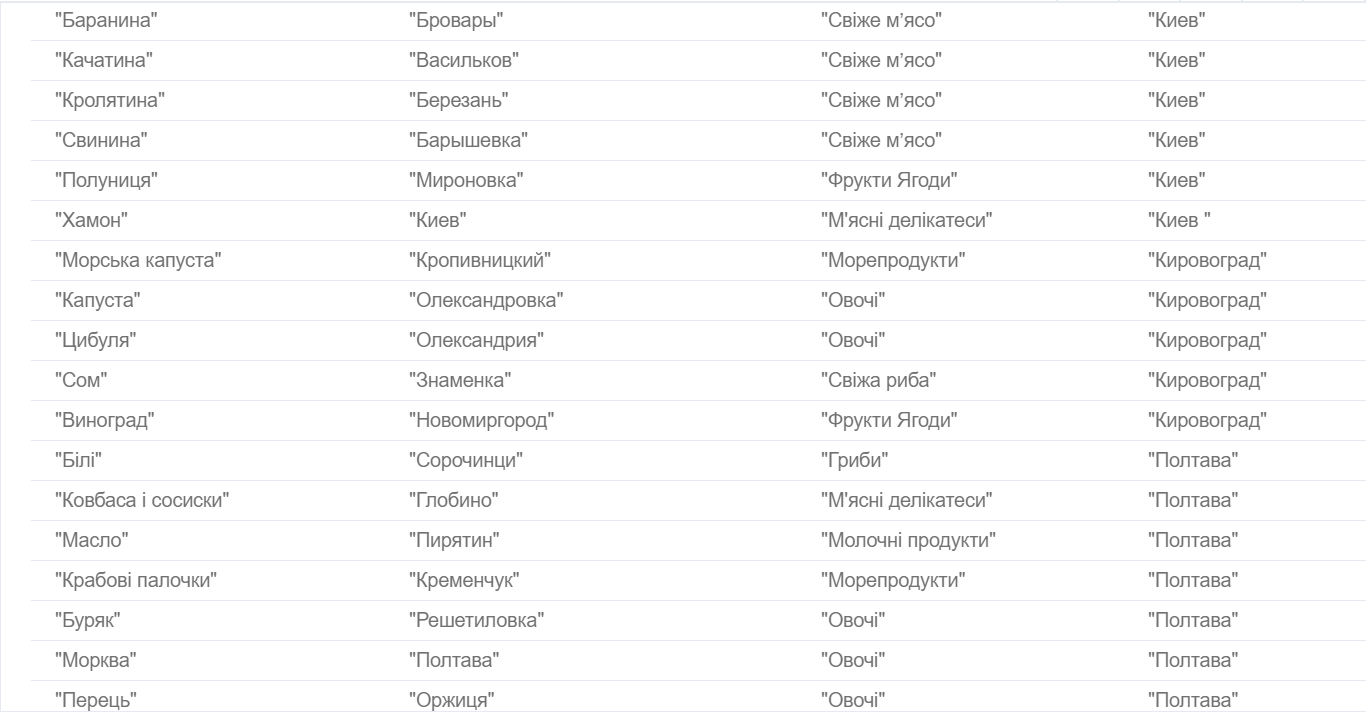 "Баранина" "Бровары" "Свіже м’ясо" "Киев"
"Качатина" "Васильков" "Свіже м’ясо" "Киев"
"Кролятина" "Березань" "Свіже м’ясо" "Киев"
"Свинина" "Барышевка" "Свіже м’ясо" "Киев"
"Полуниця" "Мироновка" "Фрукти Ягоди" "Киев"
"Хамон" "Киев" "М'ясні делікатеси" "Киев "
"Морська капуста" "Кропивницкий" "Морепродукти" "Кировоград"
"Капуста" "Олександровка" "Овочі" "Кировоград"
"Цибуля" "Олександрия" "Овочі" "Кировоград"
"Сом" "Знаменка" "Свіжа риба" "Кировоград"
"Виноград" "Новомиргород" "Фрукти Ягоди" "Кировоград"
"Білі" "Сорочинци" "Гриби" "Полтава"
"Ковбаса і сосиски" "Глобино" "М'ясні делікатеси" "Полтава"
"Масло" "Пирятин" "Молочні продукти" "Полтава"
"Крабові палочки" "Кременчук" "Морепродукти" "Полтава"
"Буряк" "Решетиловка" "Овочі" "Полтава"
"Морква" "Полтава" "Овочі" "Полтава"
"Перець" "Оржиця" "Овочі" "Полтава"